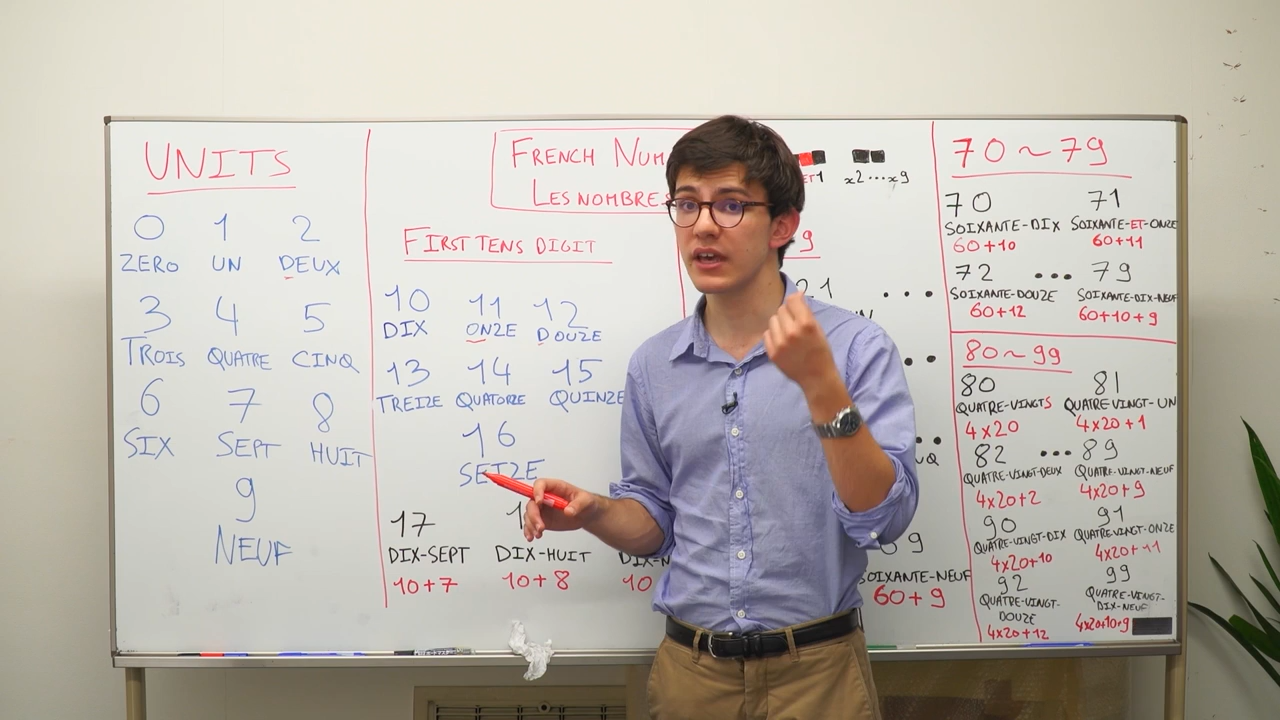 UNITS
0 1 2
ZERO UN DEUX
3 4 5
TROIS QUATRE CINQ
6 7 8
SIX SEPT HUIT
9
NEUF
FRENCH NUM
LES NOMBRES
FIRST TENS DIGIT
10 11 12
DIX ONZE DOUZE
13 14 15
TREIZE QUATORZE QUINZE
16
SEIZE
17 1
DIX-SEPT DIX-HUIT DIX-N
10+7 10+8 10
ET1 x2...x9
9
21 ...
...
SOIXANTE-NEUF
60+9
70~79
70 71
SOIXANTE-DIX SOIXANTE-ET-ONZE
60+10 60+11
72 ... 79
SOIXANTE-DOUZE SOIXANTE-DIX-NEUF
60+12 60+10+9
80~99
80 81
QUATRE-VINGTS QUATRE-VINGT-UN
4x20 4x20+1
82 ... 89
QUATRE-VINGT-DEUX QUATRE-VINGT-NEUF
4x20+2 4x20+9
90 91
QUATRE-VINGT-DIX QUATRE-VINGT-ONZE
4x20+10 4x20+11
92 99
QUATRE-VINGT-DOUZE QUATRE-VINGT-DIX-NEUF
4x20+12 4x20+10+9